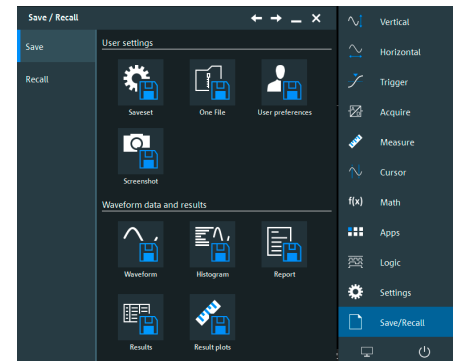 Save / Recall
Save
Recall
User settings
Saveset
One File
User preferences
Screenshot
Waveform data and results
Waveform
Histogram
Report
Results
Result plots
Vertical
Horizontal
Trigger
Acquire
Measure
Cursor
f(x) Math
Apps
Logic
Settings
Save/Recall